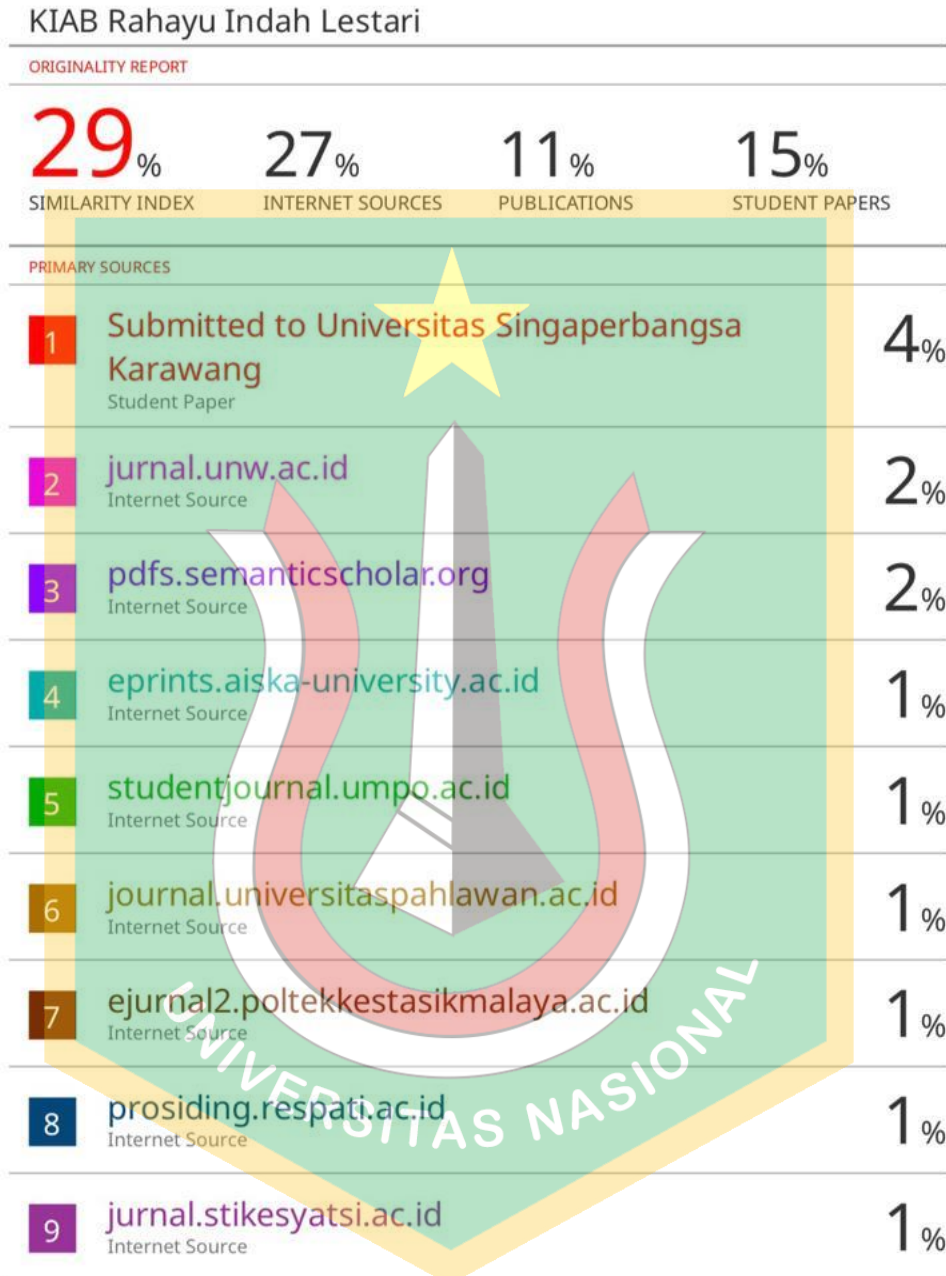 KIAB Rahayu Indah Lestari
ORIGINALITY REPORT
29% 27% 11% 15%
SIMILARITY INDEX INTERNET SOURCES PUBLICATIONS STUDENT PAPERS
PRIMARY SOURCES
1 Submitted to Universitas Singaperbangsa 4%
Karawang
Student Paper
2 jurnal.unw.ac.id 2%
Internet Source
3 pdfs.semanticscholar.org 2%
Internet Source
4 eprints.aiska-university.ac.id 1%
Internet Source
5 studentjournal.umpo.ac.id 1%
Internet Source
6 journal.universitaspahlawan.ac.id 1%
Internet Source
7 ejurnal2.poltekkestasikmalaya.ac.id 1%
Internet Source
8 prosiding.respati.ac.id 1%
Internet Source
9 jurnal.stikesyatsi.ac.id 1%
Internet Source
UNIVERSITAS NASIONAL